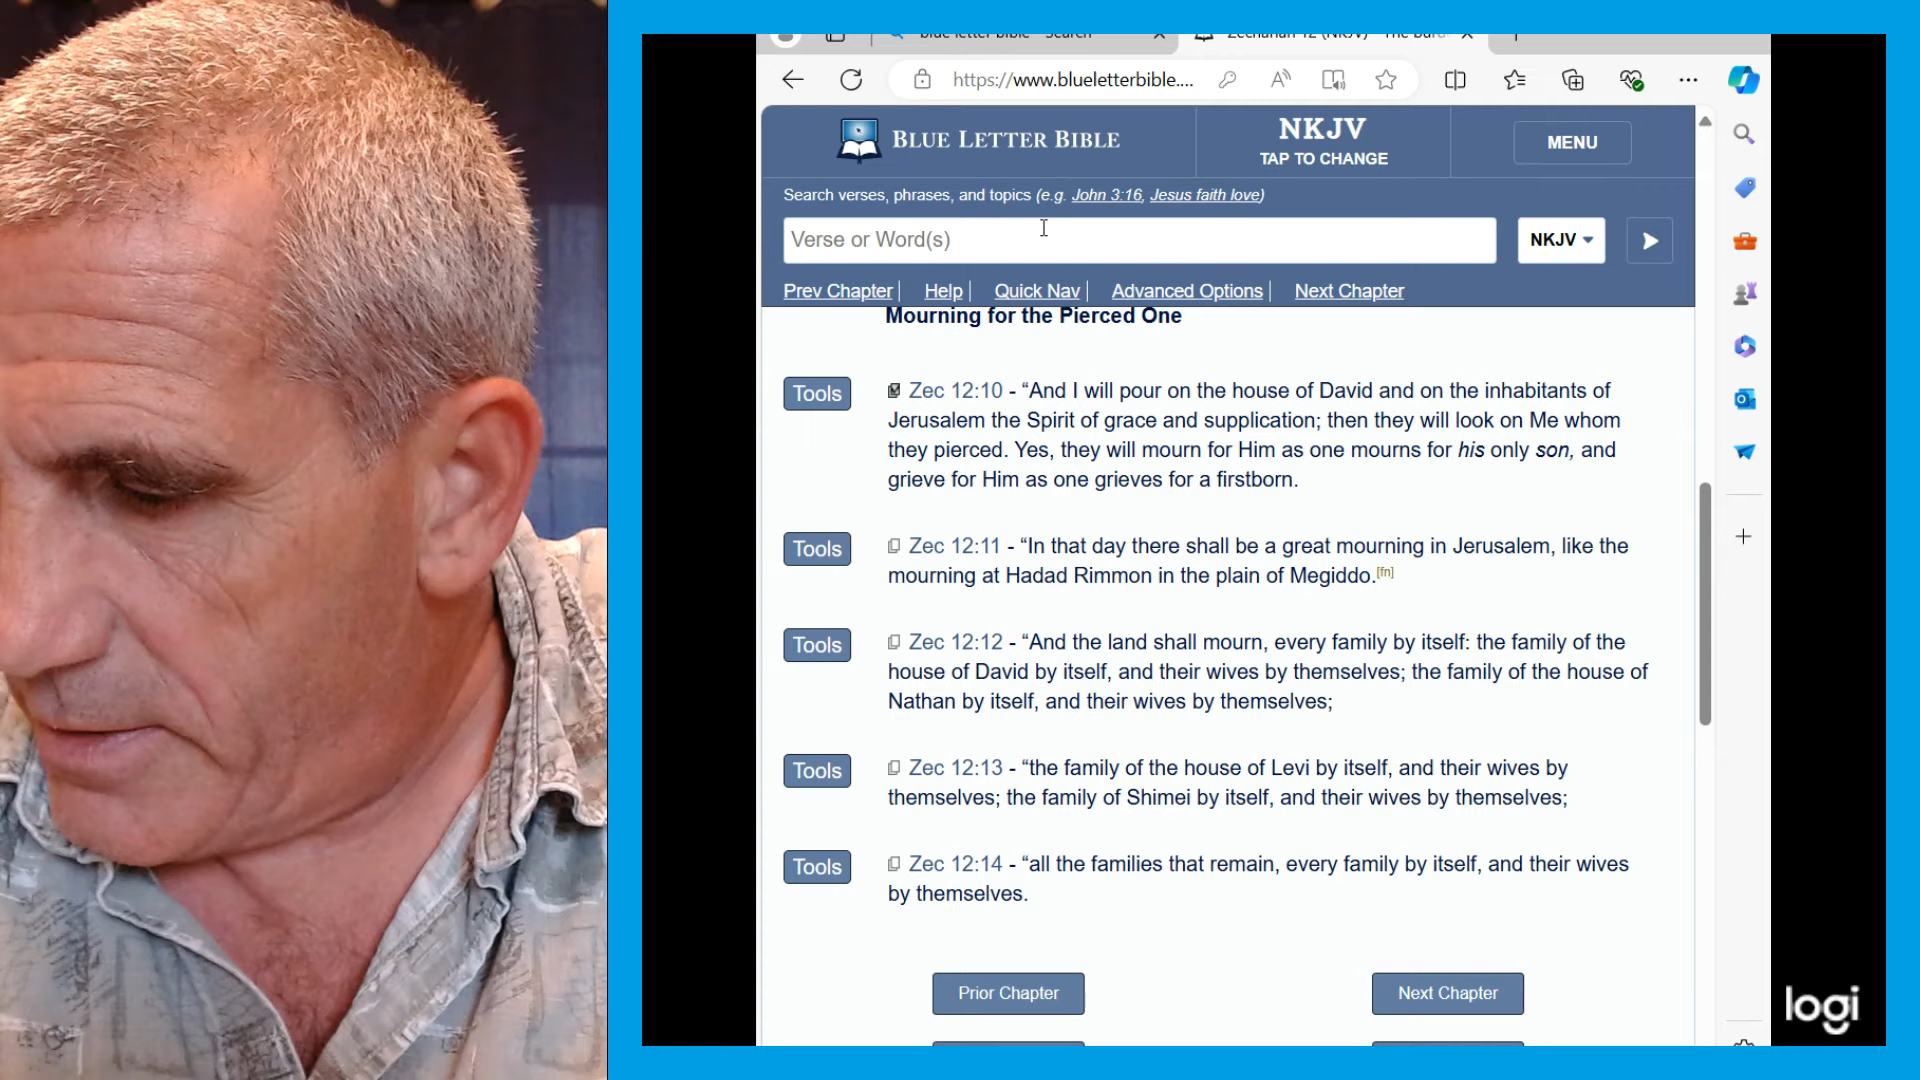 blue letter bible - Search
Zechariah 12 (NKJV) - The Bur
https://www.blueletterbible....
BLUE LETTER BIBLE
NKJV
TAP TO CHANGE
MENU
Search verses, phrases, and topics (e.g. John 3:16, Jesus faith love)
Verse or Word(s)
NKJV
Prev Chapter| Help| Quick Nav| Advanced Options| Next Chapter
Mourning for the Pierced One
Tools Zec 12:10 - “And I will pour on the house of David and on the inhabitants of
Jerusalem the Spirit of grace and supplication; then they will look on Me whom
they pierced. Yes, they will mourn for Him as one mourns for his only son, and
grieve for Him as one grieves for a firstborn.
Tools Zec 12:11 - “In that day there shall be a great mourning in Jerusalem, like the
mourning at Hadad Rimmon in the plain of Megiddo.[fn]
Tools Zec 12:12 - “And the land shall mourn, every family by itself: the family of the
house of David by itself, and their wives by themselves; the family of the house of
Nathan by itself, and their wives by themselves;
Tools Zec 12:13 - “the family of the house of Levi by itself, and their wives by
themselves; the family of Shimei by itself, and their wives by themselves;
Tools Zec 12:14 - “all the families that remain, every family by itself, and their wives
by themselves.
Prior Chapter
Next Chapter
logi